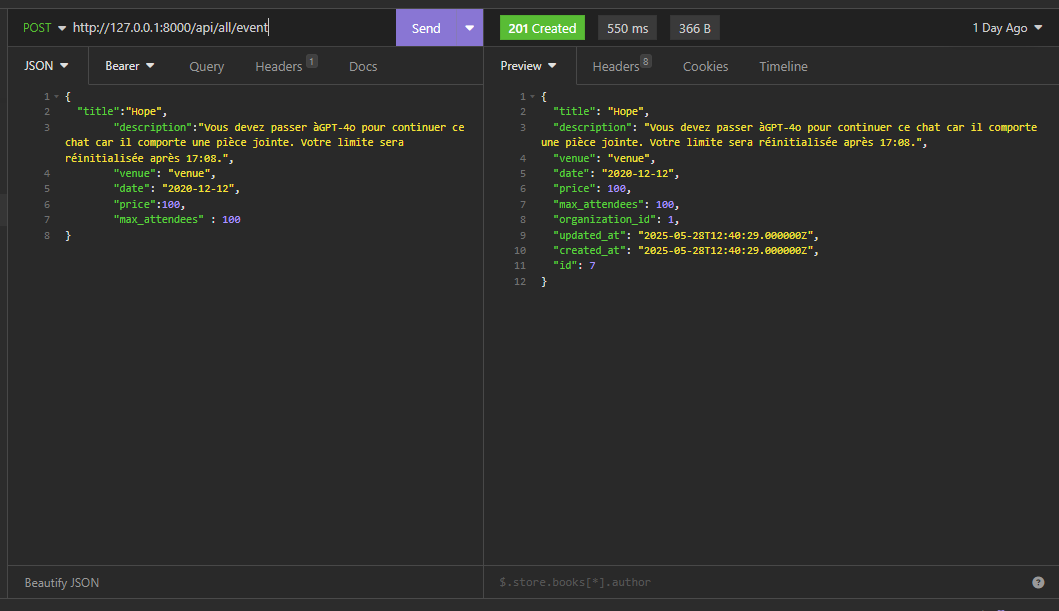 POST http://127.0.0.1:8000/api/all/event Send 201 Created 550 ms 366 B 1 Day Ago
JSON Bearer Query Headers 1 Docs
1 {
2 "title":"Hope",
3 "description":"Vous devez passer àGPT-4o pour continuer ce
chat car il comporte une pièce jointe. Votre limite sera
réinitialisée après 17:08.",
4 "venue": "venue",
5 "date": "2020-12-12",
6 "price":100,
7 "max_attendees" : 100
8 }
Beautify JSON
Preview Headers 8 Cookies Timeline
1 {
2 "title": "Hope",
3 "description": "Vous devez passer àGPT-4o pour continuer ce chat car il comporte
une pièce jointe. Votre limite sera réinitialisée après 17:08.",
4 "venue": "venue",
5 "date": "2020-12-12",
6 "price": 100,
7 "max_attendees": 100,
8 "organization_id": 1,
9 "updated_at": "2025-05-28T12:40:29.000000Z",
10 "created_at": "2025-05-28T12:40:29.000000Z",
11 "id": 7
12 }
$.store.books[*].author ?